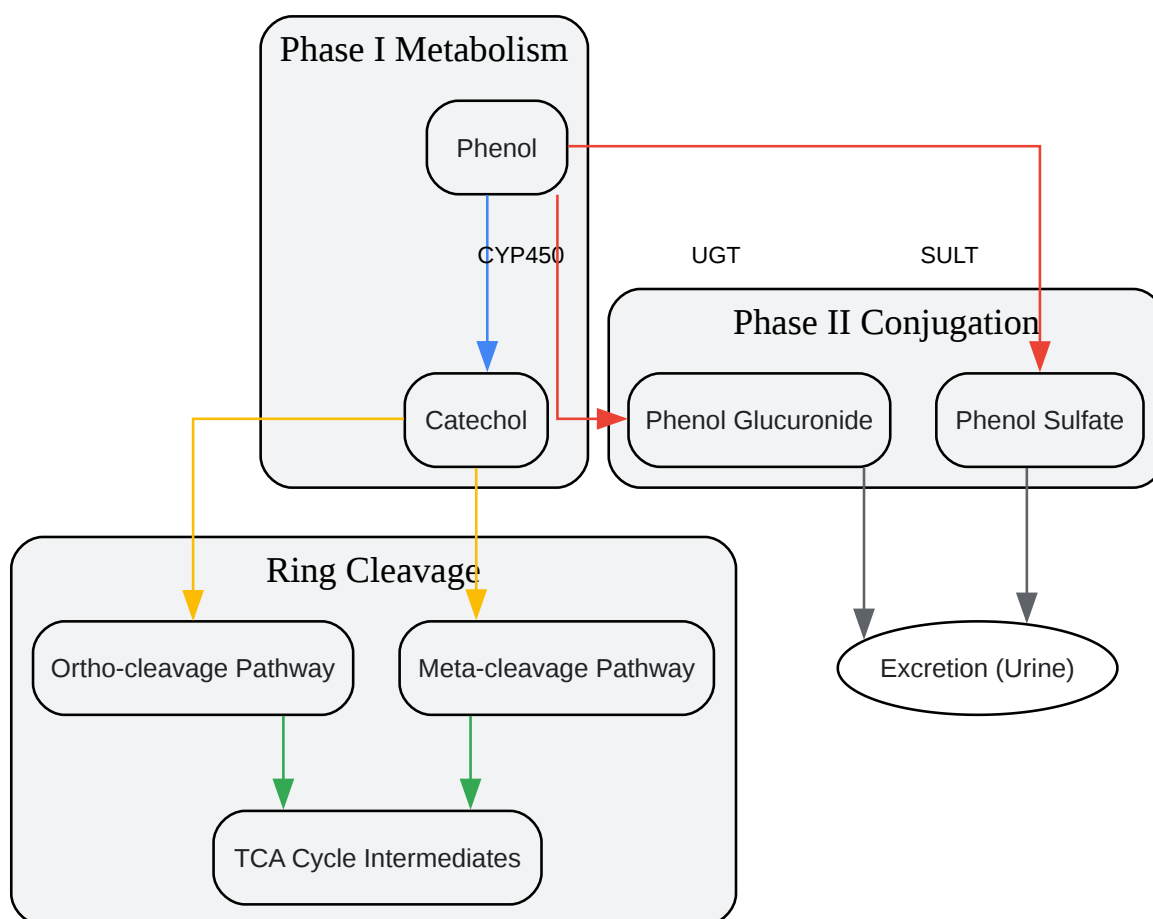 Phase I Metabolism
Phenol
CYP450
UGT
SULT
Phase II Conjugation
Catechol
Phenol Glucuronide
Phenol Sulfate
Ring Cleavage
Ortho-cleavage Pathway
Meta-cleavage Pathway
Excretion (Urine)
TCA Cycle Intermediates